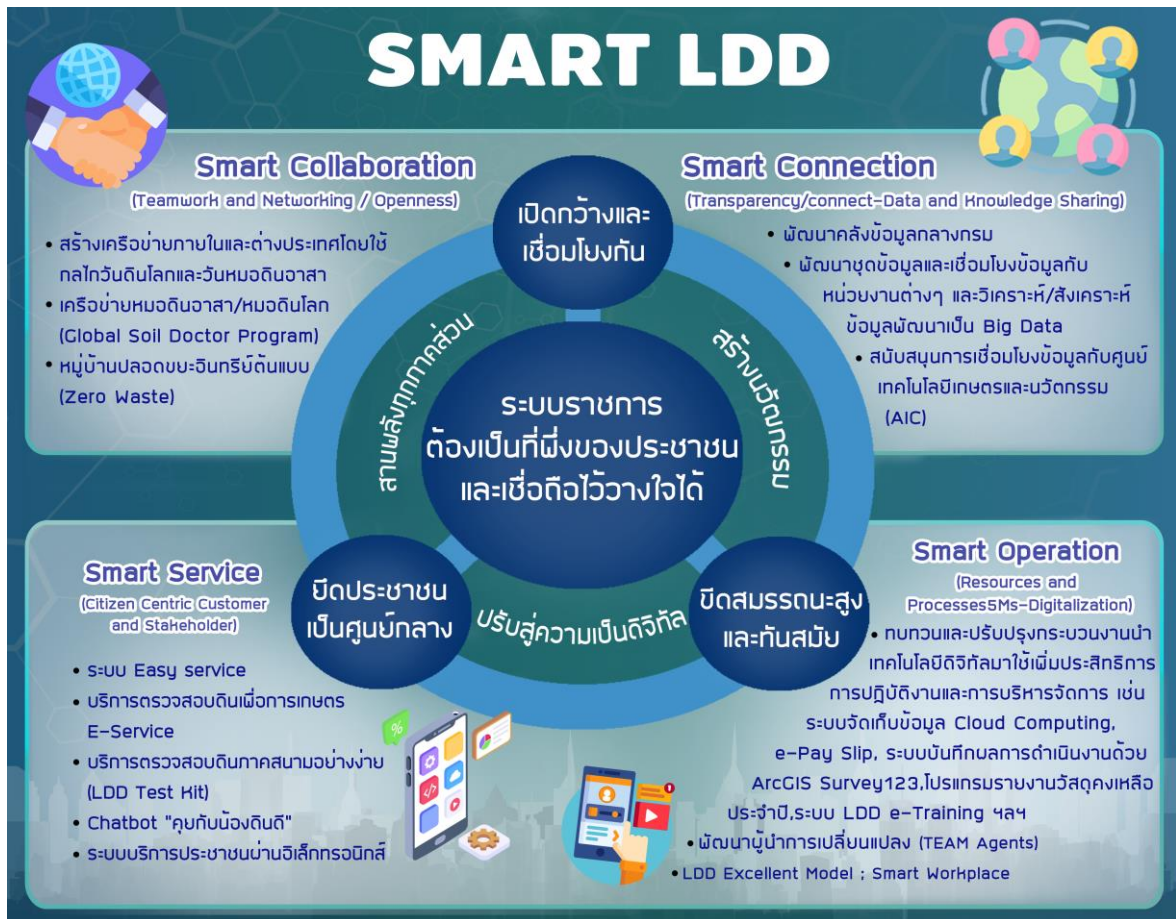 SMART LDD
Smart Collaboration
(Teamwork and Networking / Openness)
• สร้างเครือข่ายภายในและต่างประเทศโดยใช้
กลไกวันดินโลกและวันหมอดินอาสา
• เครือข่ายหมอดินอาสา/หมอดินโลก
(Global Soil Doctor Program)
• หมู่บ้านปลอดขยะอินทรีย์ต้นแบบ
(Zero Waste)
Smart Connection
(Transparency/connect-Data and Knowledge Sharing)
• พัฒนาคลังข้อมูลกลางกรม
• พัฒนาชุดข้อมูลและเชื่อมโยงข้อมูลกับ
หน่วยงานต่างๆ และวิเคราะห์/สังเคราะห์
ข้อมูลพัฒนาเป็น Big Data
• สนับสนุนการเชื่อมโยงข้อมูลกับศูนย์
เทคโนโลยีเกษตรและนวัตกรรม
(AIC)
เปิดกว้างและ
เชื่อมโยงกัน
สานพลังทุกภาคส่วน
สร้างนวัตกรรม
ระบบราชการ
ต้องเป็นที่พึ่งของประชาชน
และเชื่อถือไว้วางใจได้
ยึดประชาชน
เป็นศูนย์กลาง
ปรับสู่ความเป็นดิจิทัล
ขีดสมรรถนะสูง
และทันสมัย
Smart Service
(Citizen Centric Customer
and Stakeholder)
• ระบบ Easy service
• บริการตรวจสอบดินเพื่อการเกษตร
E-Service
• บริการตรวจสอบดินภาคสนามอย่างง่าย
(LDD Test Kit)
• Chatbot "คุยกับน้องดินดี"
• ระบบบริการประชาชนผ่านอิเล็กทรอนิกส์
%
Smart Operation
(Resources and
Processes5Ms-Digitalization)
• ทบทวนและปรับปรุงกระบวนงานนำ
เทคโนโลยีดิจิทัลมาใช้เพิ่มประสิทธิการ
การปฏิบัติงานและการบริหารจัดการ เช่น
ระบบจัดเก็บข้อมูล Cloud Computing,
e-Pay Slip, ระบบบันทึกผลการดำเนินงานด้วย
ArcGIS Survey123,โปรแกรมรายงานวัสดุคงเหลือ
ประจำปี,ระบบ LDD e-Training ฯลฯ
• พัฒนาผู้นำการเปลี่ยนแปลง (TEAM Agents)
• LDD Excellent Model ; Smart Workplace